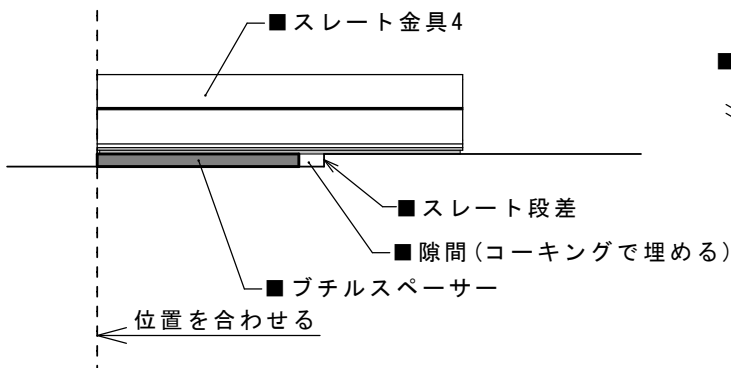 ■スレート金具4
■
■スレート段差
■隙間(コーキングで埋める)
■ブチルスペーサー
位置を合わせる